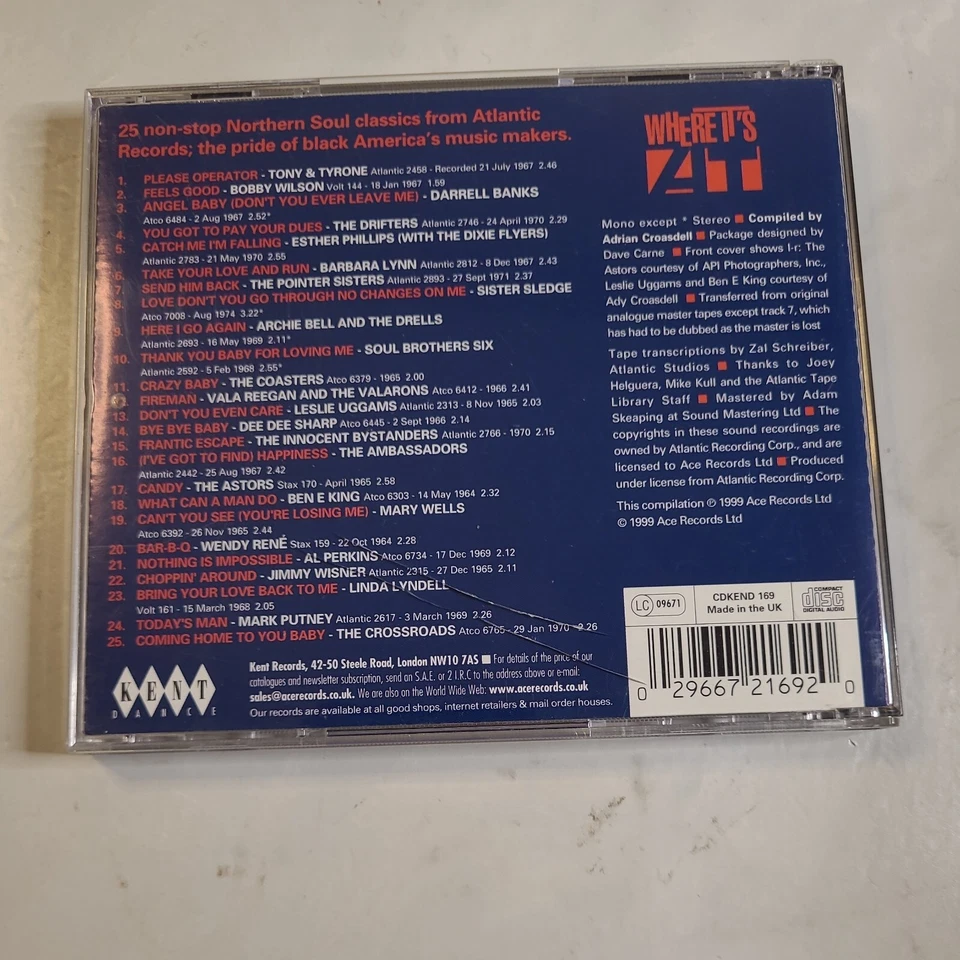 25 non-stop Northern Soul classics from Atlantic
Records; the pride of black America's music makers.
1. PLEASE OPERATOR - TONY & TYRONE Atlantic 2458 - Recorded 21 July 1967 2.46
2. FEELS GOOD - BOBBY WILSON Volt 144 - 18 Jan 1967 1.59
3. ANGEL BABY (DON'T YOU EVER LEAVE ME) - DARRELL BANKS
Atco 6484 - 2 Aug 1967 2.52*
4. YOU GOT TO PAY YOUR DUES - THE DRIFTERS Atlantic 2746 - 24 April 1970 2.29
5. CATCH ME I'M FALLING - ESTHER PHILLIPS (WITH THE DIXIE FLYERS)
Atlantic 2783 - 21 May 1970 2.55
6. TAKE YOUR LOVE AND RUN - BARBARA LYNN Atlantic 2812 - 8 Dec 1967 2.43
7. SEND HIM BACK - THE POINTER SISTERS Atlantic 2893 - 27 Sept 1971 2.37
8. LOVE DON'T YOU GO THROUGH NO CHANGES ON ME - SISTER SLEDGE
Atco 7008 - Aug 1974 3.22*
9. HERE I GO AGAIN - ARCHIE BELL AND THE DRELLS
Atlantic 2693 - 16 May 1969 2.11*
10. THANK YOU BABY FOR LOVING ME - SOUL BROTHERS SIX
Atlantic 2592 - 5 Feb 1968 2.55*
11. CRAZY BABY - THE COASTERS Atco 6379 - 1965 2.00
12. FIREMAN - VALA REEGAN AND THE VALARONS Atco 6412 - 1966 2.41
13. DON'T YOU EVEN CARE - LESLIE UGGAMS Atlantic 2313 - 8 Nov 1965 2.03
14. BYE BYE BABY - DEE DEE SHARP Atco 6445 - 2 Sept 1966 2.14
15. FRANTIC ESCAPE - THE INNOCENT BYSTANDERS Atlantic 2766 - 1970 2.15
16. (I'VE GOT TO FIND) HAPPINESS - THE AMBASSADORS
Atlantic 2442 - 25 Aug 1967 2.42
17. CANDY - THE ASTORS Stax 170 - April 1965 2.58
18. WHAT CAN A MAN DO - BEN E KING Atco 6303 - 14 May 1964 2.32
19. CAN'T YOU SEE (YOU'RE LOSING ME) - MARY WELLS
Atco 6392 - 26 Nov 1965 2.44
20. BAR-B-Q - WENDY RENÉ Stax 159 - 22 Oct 1964 2.28
21. NOTHING IS IMPOSSIBLE - AL PERKINS Atco 6734 - 17 Dec 1969 2.12
22. CHOPPIN' AROUND - JIMMY WISNER Atlantic 2315 - 27 Dec 1965 2.11
23. BRING YOUR LOVE BACK TO ME - LINDA LYNDELL
Volt 161 - 15 March 1968 2.05
24. TODAY'S MAN - MARK PUTNEY Atlantic 2617 - 3 March 1969 2.26
25. COMING HOME TO YOU BABY - THE CROSSROADS Atco 6765 - 29 Jan 1970 2.26
KENT
DANCE
Kent Records, 42-50 Steele Road, London NW10 7AS ■ For details of the price of our
catalogues and newsletter subscription, send an S.A.E. or 2 I.R.C to the address above or e-mail:
sales@acerecords.co.uk. We are also on the World Wide Web: www.acerecords.co.uk
Our records are available at all good shops, internet retailers & mail order houses.
WHERE IT'S
AT
Mono except * Stereo ■ Compiled by
Adrian Croasdell ■ Package designed by
Dave Carne ■ Front cover shows l-r: The
Astors courtesy of API Photographers, Inc.,
Leslie Uggams and Ben E King courtesy of
Ady Croasdell ■ Transferred from original
analogue master tapes except track 7, which
has had to be dubbed as the master is lost
Tape transcriptions by Zal Schreiber,
Atlantic Studios ■ Thanks to Joey
Helguera, Mike Kull and the Atlantic Tape
Library Staff ■ Mastered by Adam
Skeaping at Sound Mastering Ltd ■ The
copyrights in these sound recordings are
owned by Atlantic Recording Corp., and are
licensed to Ace Records Ltd ■ Produced
under license from Atlantic Recording Corp.
This compilation ℗ 1999 Ace Records Ltd
© 1999 Ace Records Ltd
LC 09671
CDKEND 169
Made in the UK
COMPACT
disc
DIGITAL AUDIO
0 29667 21692 0